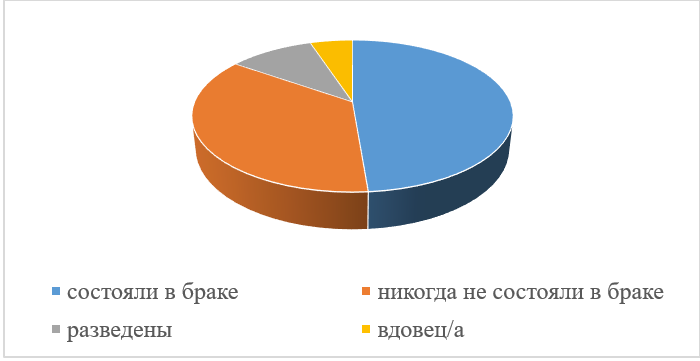 состояли в браке
никогда не состояли в браке
разведены
вдовец/а